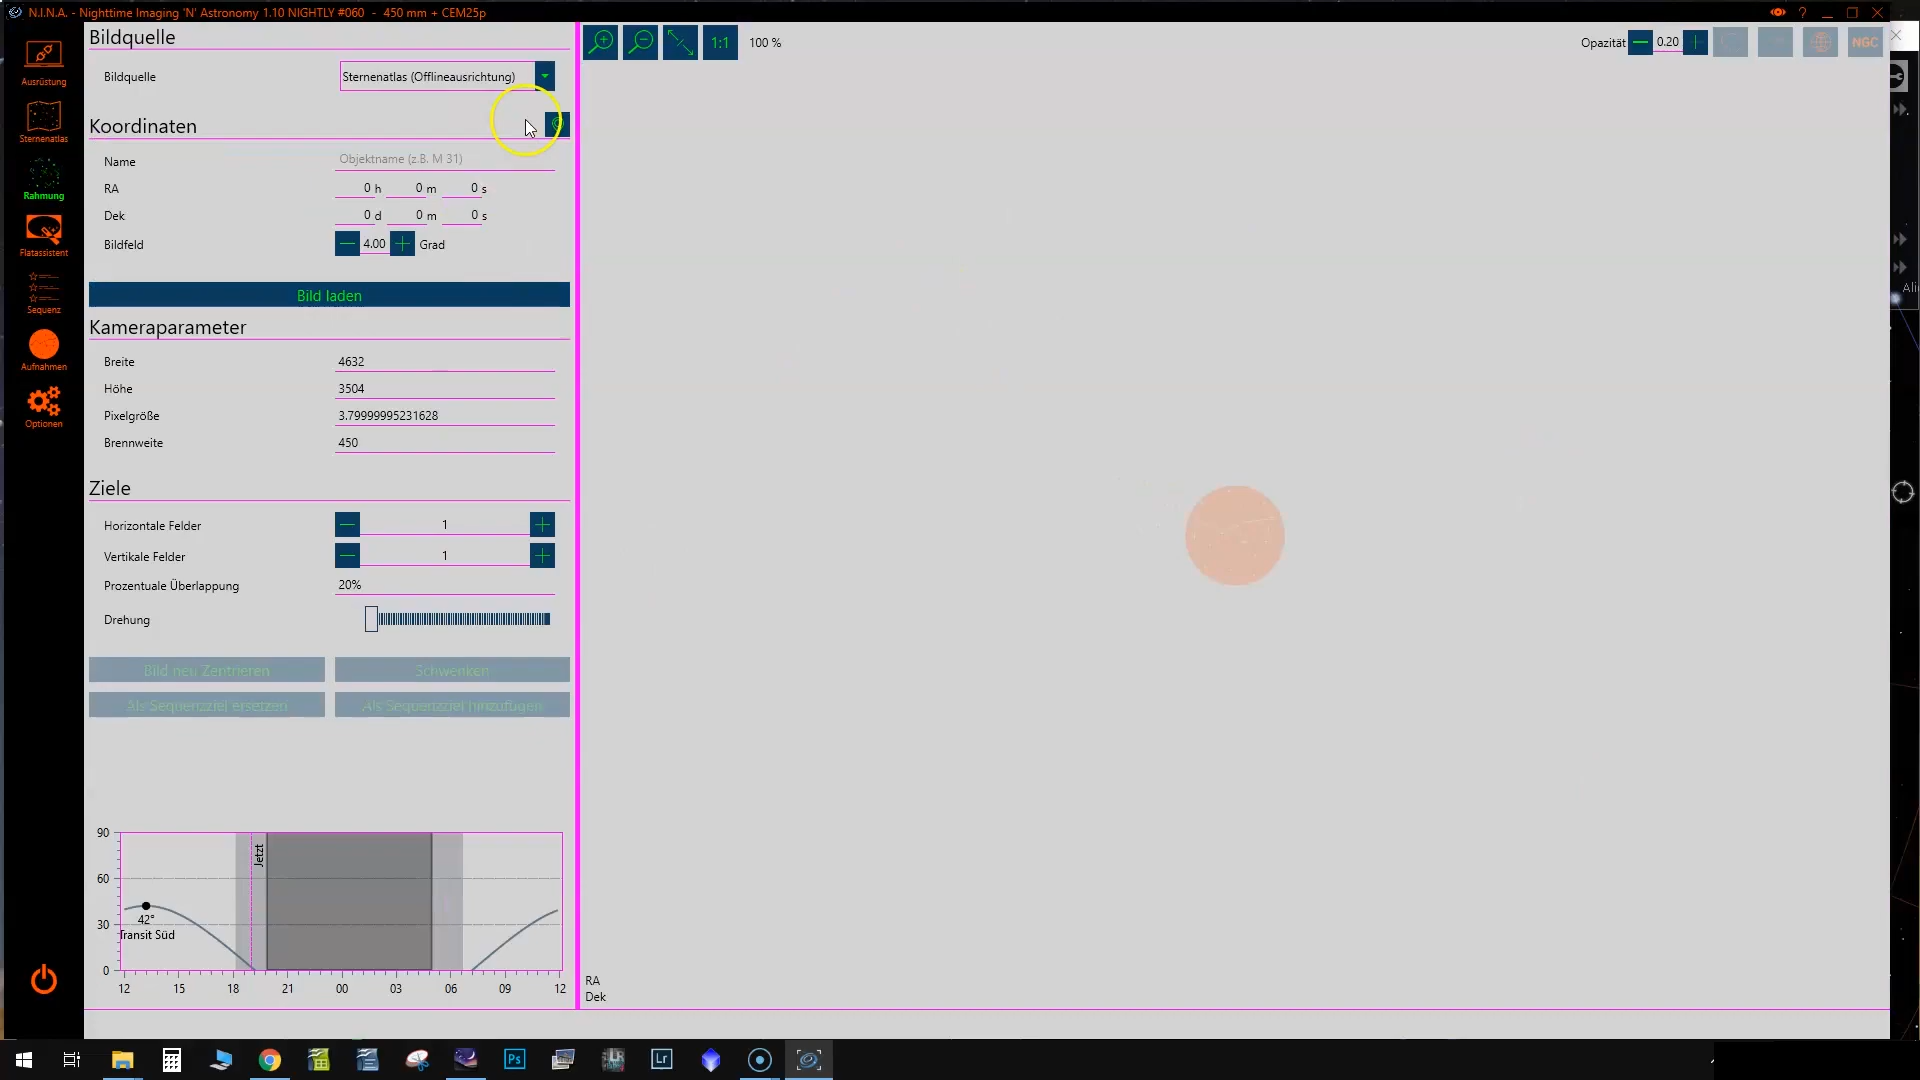 N.I.N.A. - Nighttime Imaging 'N' Astronomy 1.10 NIGHTLY #060 - 450 mm + CEM25p
?
Ausrüstung
Sternenatlas
Rahmung
Flatassistent
Sequenz
Aufnahmen
Optionen
Bildquelle
Bildquelle
Sternenatlas (Offlineausrichtung)
Koordinaten
Name
Objektname (z.B. M 31)
RA
0 h 0 m 0 s
Dek
0 d 0 m 0 s
Bildfeld
4.00
Grad
Bild laden
Kameraparameter
Breite
4632
Höhe
3504
Pixelgröße
3.79999995231628
Brennweite
450
Ziele
Horizontale Felder
1
Vertikale Felder
1
Prozentuale Überlappung
20%
Drehung
Bild neu Zentrieren
Schwenken
Als Sequenzziel ersetzen
Als Sequenzziel hinzufügen
90
60
30
0
Jetzt
42°
Transit Süd
12 15 18 21 00 03 06 09 12
1:1
100 %
Opazität
0.20
NGC
RA
Dek
Ali
Ps
LR
Lr